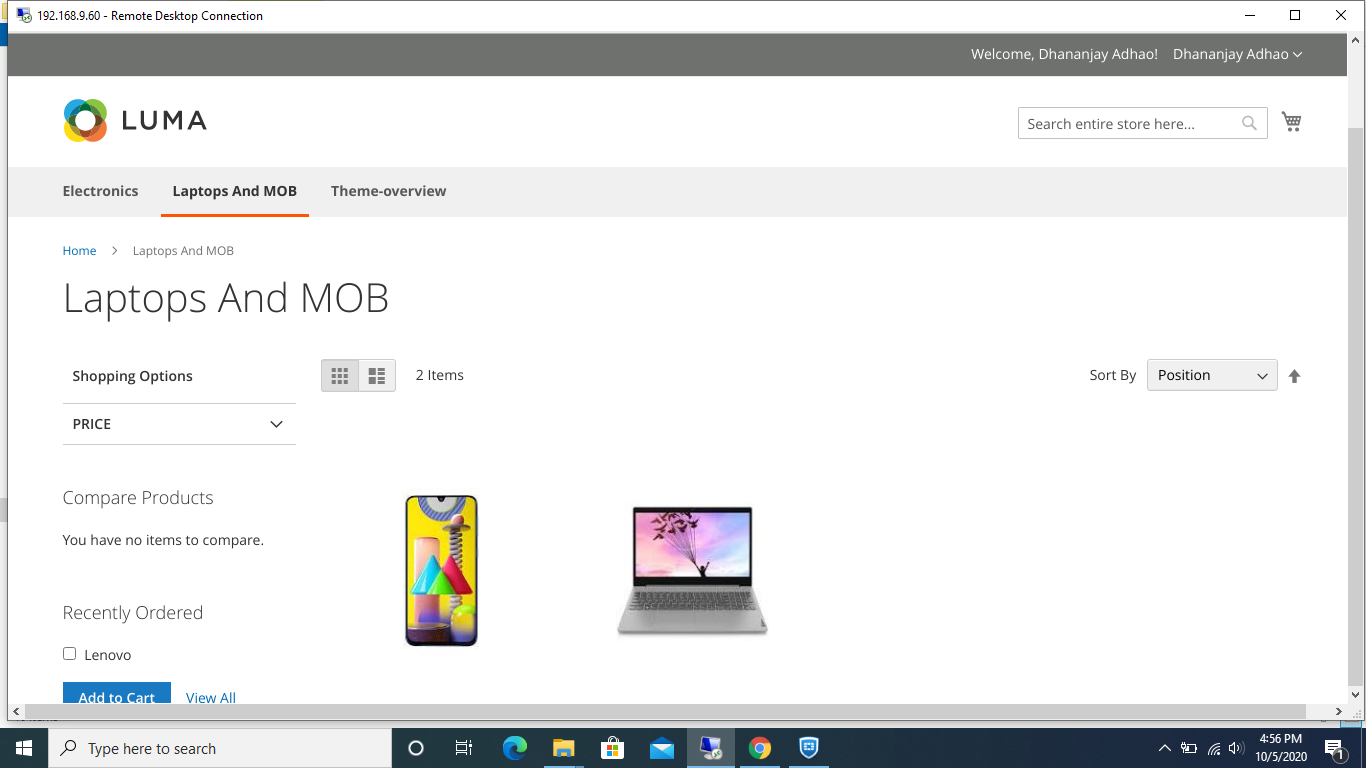 192.168.9.60 - Remote Desktop Connection
Welcome, Dhananjay Adhao! Dhananjay Adhao
LUMA
Search entire store here...
Electronics Laptops And MOB Theme-overview
Home Laptops And MOB
Laptops And MOB
Shopping Options
2 Items
Sort By Position
PRICE
Compare Products
You have no items to compare.
Recently Ordered
Lenovo
Add to Cart View All
Type here to search
4:56 PM
10/5/2020
1